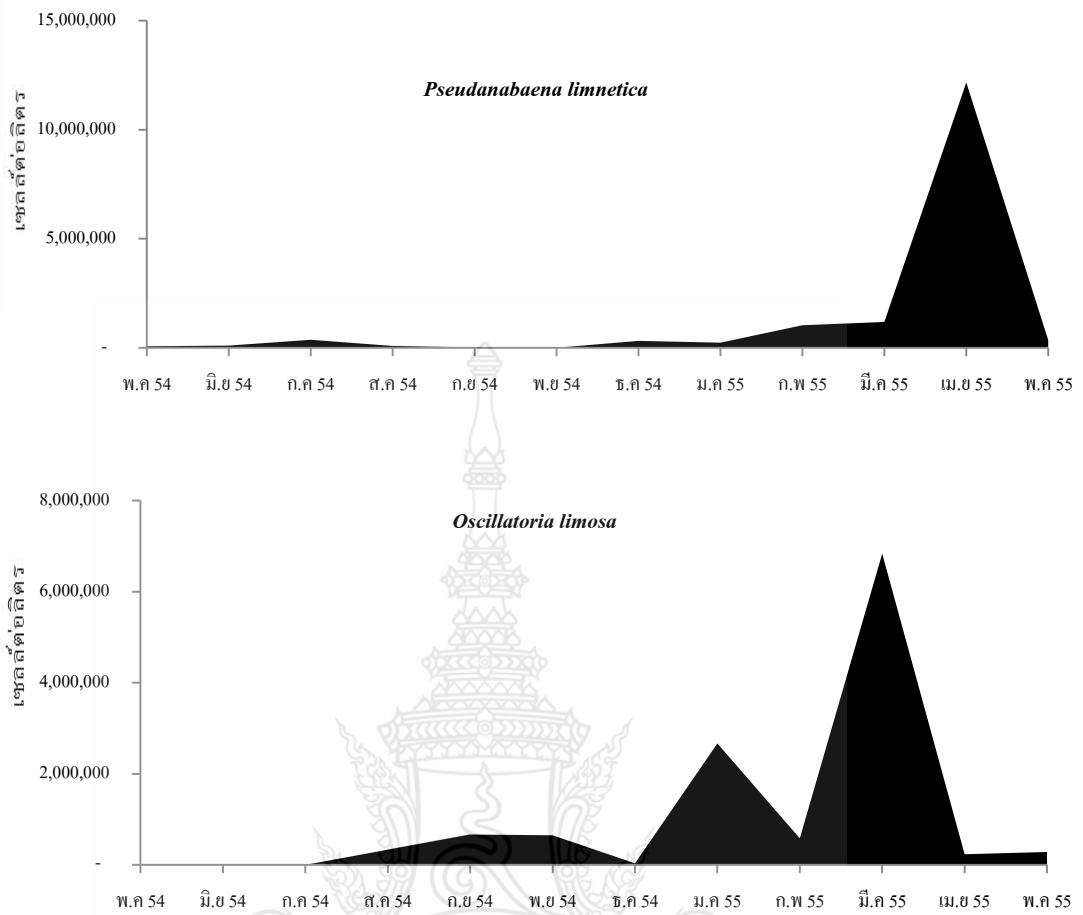 15,000,000
Pseudanabaena limnetica
10,000,000
เซลล์ต่อลิตร
5,000,000
-
พ.ค 54 มิ.ย 54 ก.ค 54 ส.ค 54 ก.ย 54 พ.ย 54 ธ.ค 54 ม.ค 55 ก.พ 55 มี.ค 55 เม.ย 55 พ.ค 55
8,000,000
Oscillatoria limosa
6,000,000
เซลล์ต่อลิตร
4,000,000
2,000,000
-
พ.ค 54 มิ.ย 54 ก.ค 54 ส.ค 54 ก.ย 54 พ.ย 54 ธ.ค 54 ม.ค 55 ก.พ 55 มี.ค 55 เม.ย 55 พ.ค 55